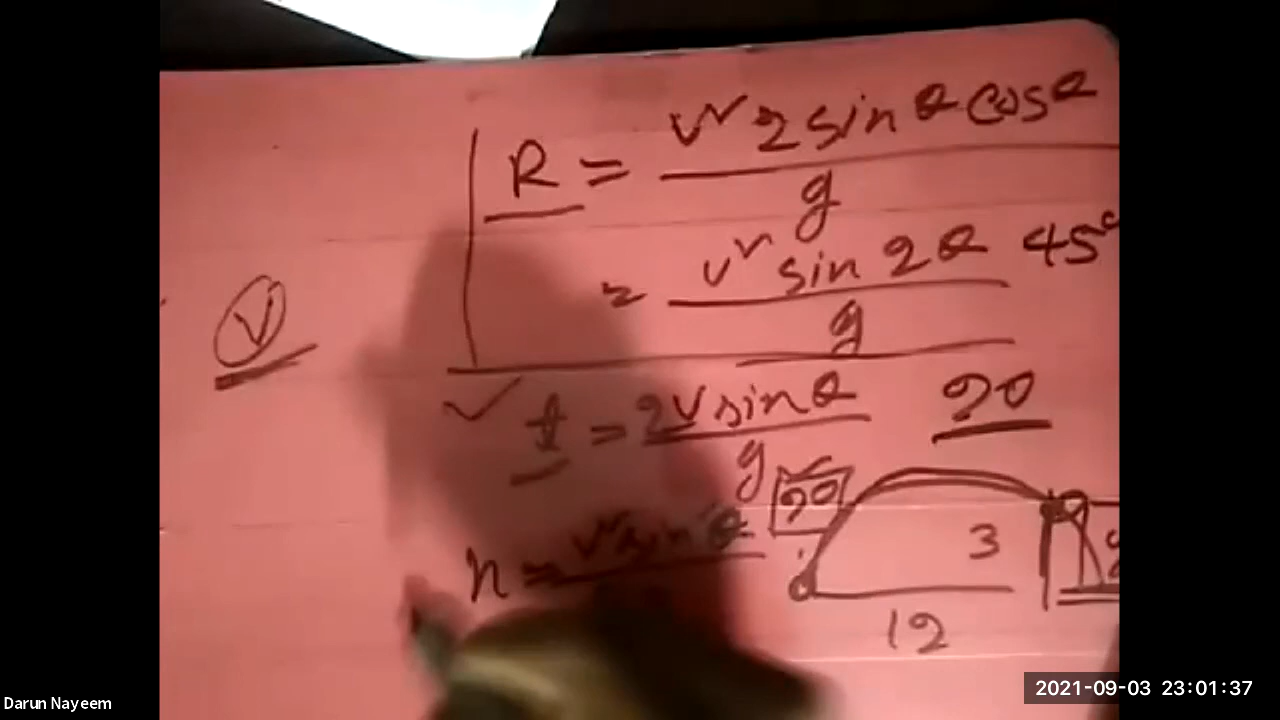 R = v² 2 sin θ cos θ / g
= v² sin 2θ / g 45°
✓ t = 2v sin θ / g
90
V
90
h = v² sin² θ
3
12
Darun Nayeem
2021-09-03 23:01:37